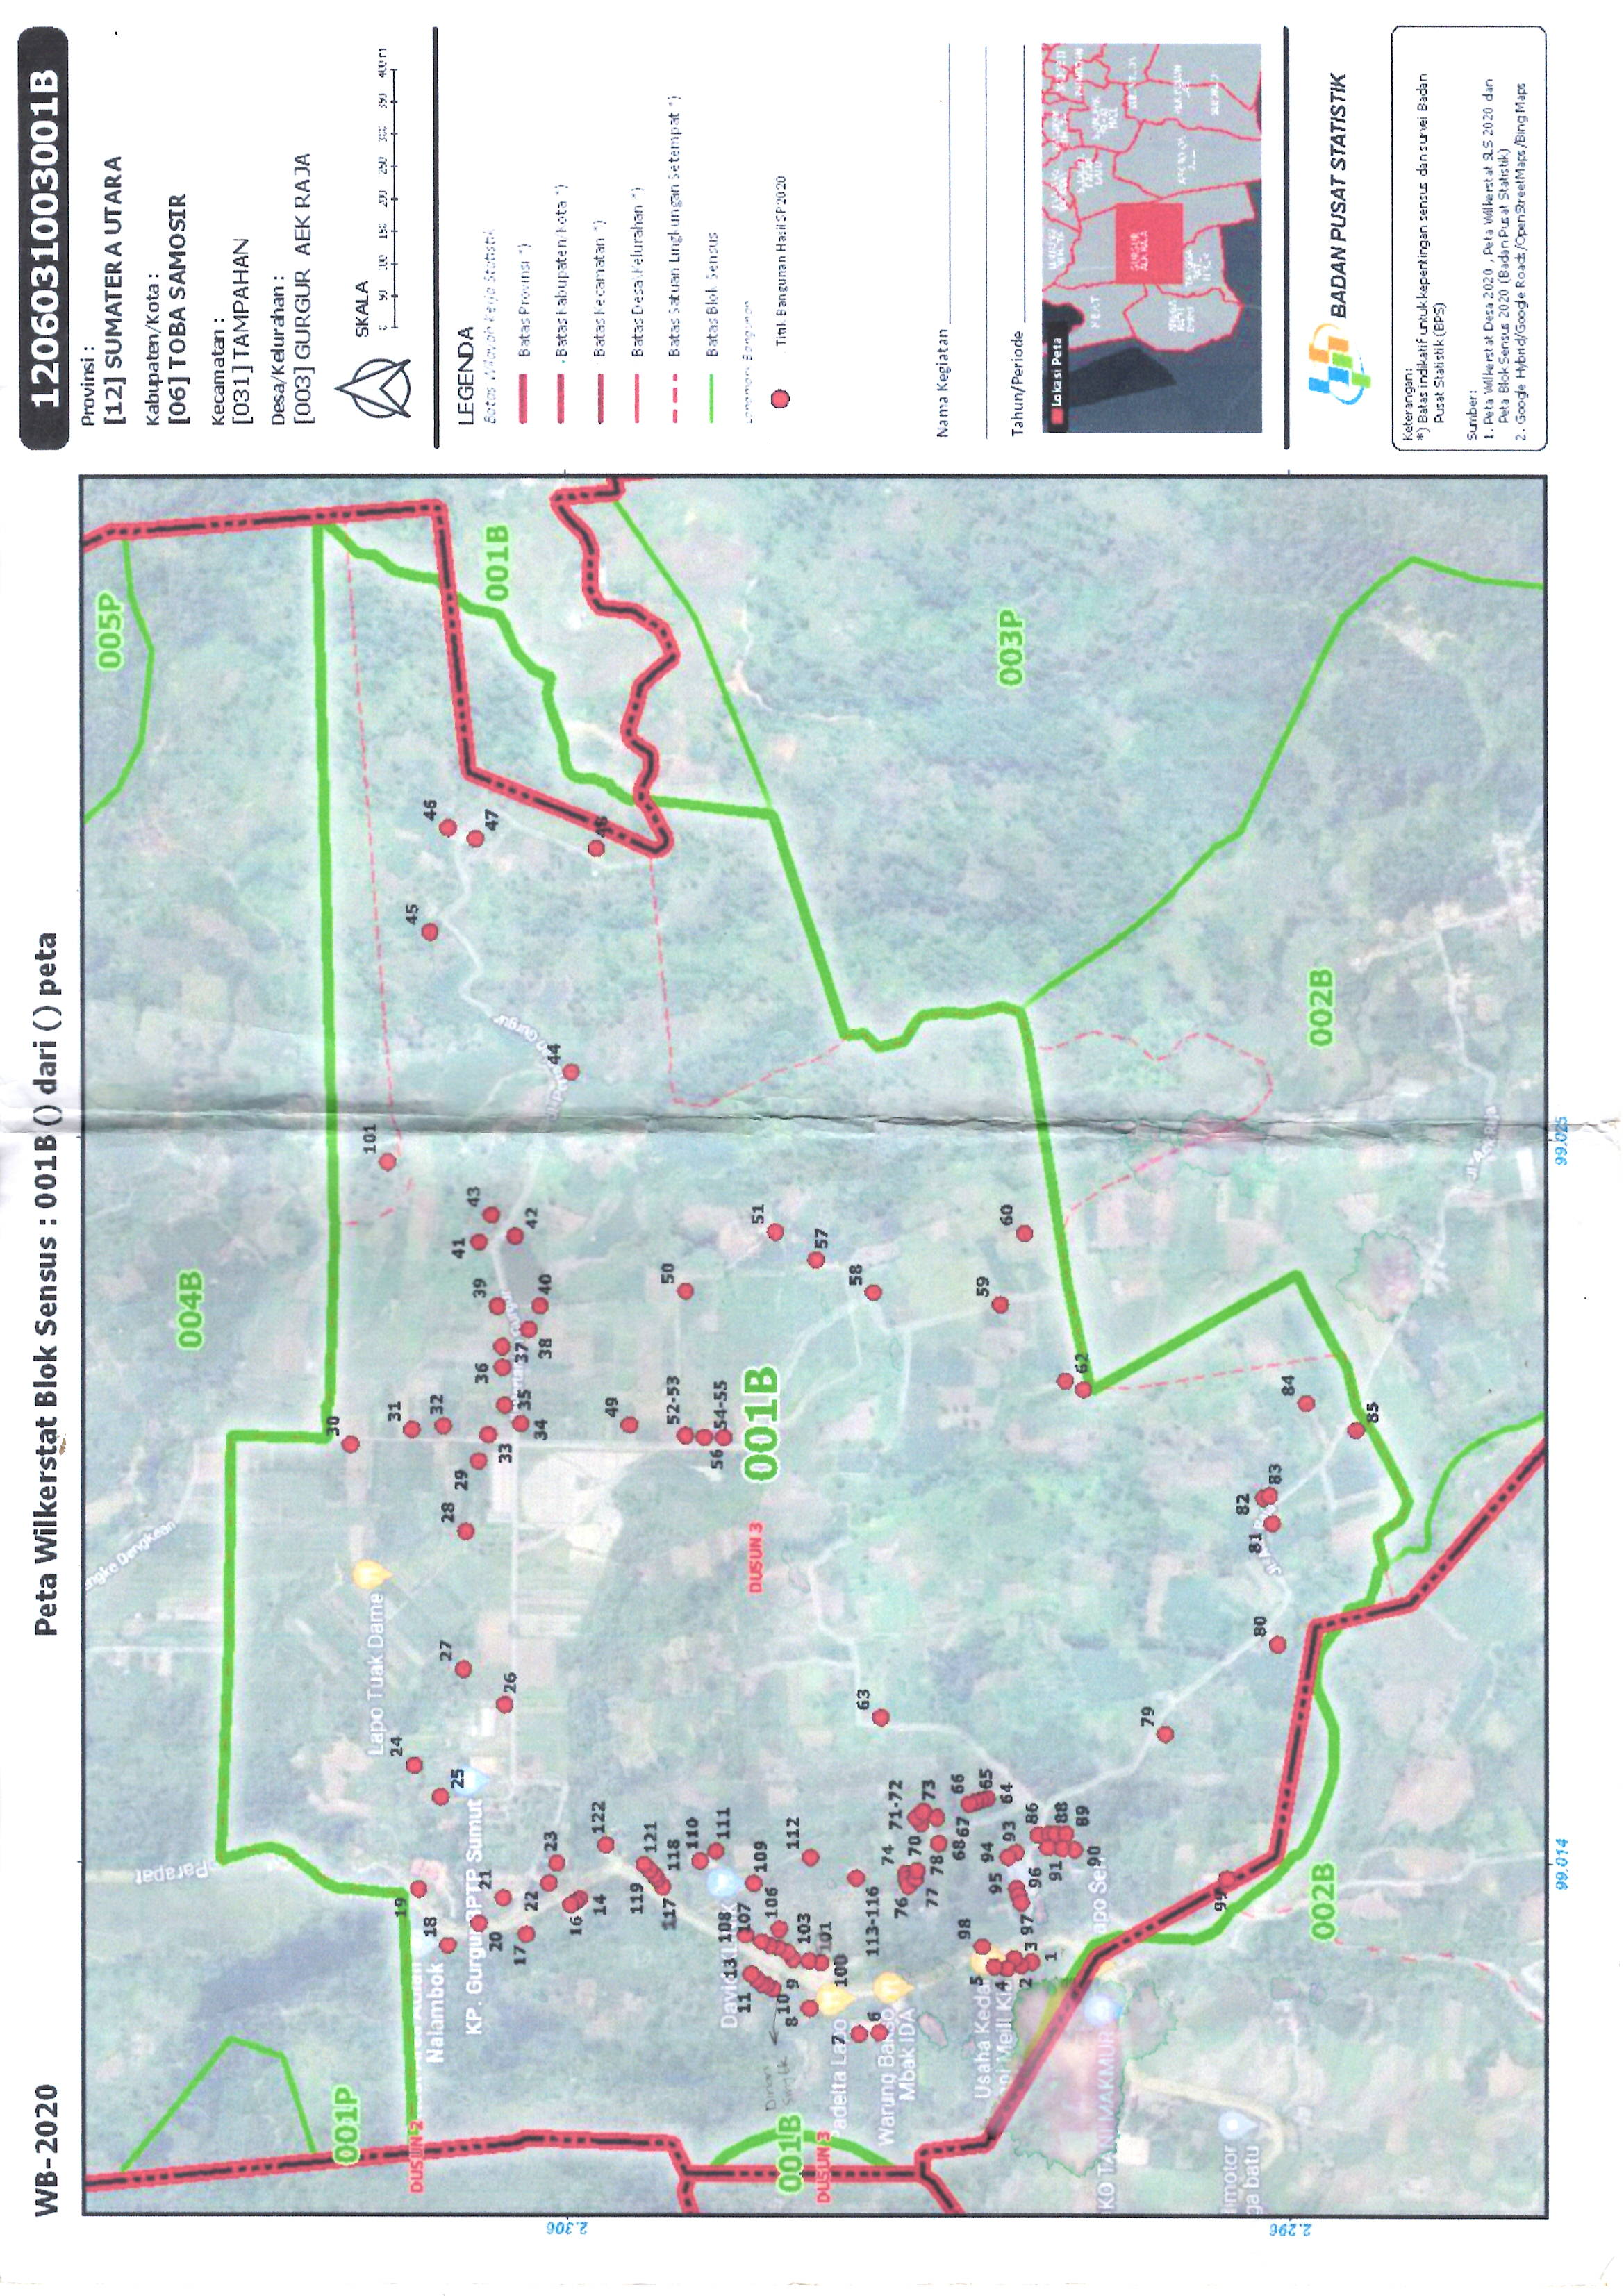 WB-2020
Peta Wilkerstat Blok Sensus : 001B () dari () peta
1206031003001B
Provinsi :
[12] SUMATERA UTARA
Kabupaten/Kota :
[06] TOBA SAMOSIR
Kecamatan :
[031] TAMPAHAN
Desa/Kelurahan :
[003] GURGUR AEK RAJA
SKALA
0 50 100 150 200 250 300 350 400 m
LEGENDA
Batas Wilayah Kerja Statistik
Batas Provinsi *)
Batas Kabupaten/Kota *)
Batas Kecamatan *)
Batas Desa\Kelurahan *)
Batas Satuan Lingkungan Setempat *)
Batas Blok Sensus
Landmark Bangunan
Titik Bangunan Hasil SP2020
Nama Kegiatan
Tahun/Periode
Lokasi Peta
GURGUR
AEK RAJA
BADAN PUSAT STATISTIK
Keterangan:
*) Batas indikatif untuk kepentingan sensus dan survei Badan
Pusat Statistik (BPS)
Sumber:
1. Peta Wilkerstat Desa 2020 , Peta Wilkerstat SLS 2020 dan
Peta Blok Sensus 2020 (Badan Pusat Statistik)
2. Google Hybrid/Google Roads/OpenStreetMaps/Bing Maps
005P
004B
Parapat
001P
30
Lapo Tuak Dame
101
DUSUN 2
19
24
31
45
18
Nalambok
32
46
25
27
28
29
KP. Gurgur BPTP Sumut
20
21
36
39
41
43
47
001B
17
26
33
35
37
22
34
38
40
42
23
Jl. Pertanian Gurgur
44
16
14
122
48
49
119
121
117
118
52-53
50
110
56
54-55
111
David
13
108
107
11
109
DUSUN 3
001B
51
10
106
001B
8
9
103
112
DUSUN 3
101
57
7
Padelta Lapo
100
6
113-116
63
58
Warung Bakso
Mbak IDA
76
74
71-72
70
77
78
73
68
67
66
98
5
Usaha Kedai
65
95
94
64
59
4
93
60
2
3
97
96
86
003P
1
91
88
89
62
90
TANI MAKMUR
79
99
motor
batu
80
81
82
83
84
002B
002B
85
Jl. Aek Raja
2.306
2.296
99.014
99.025